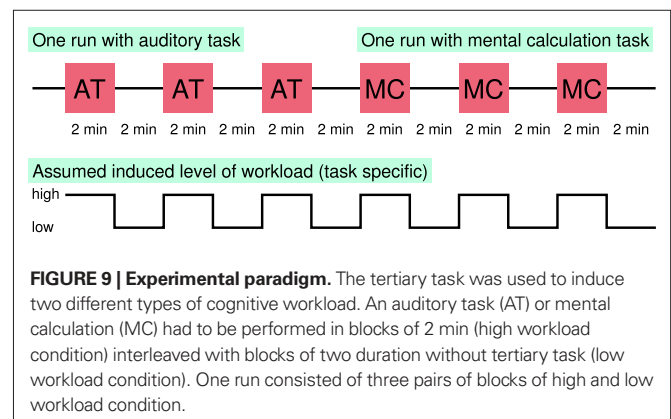 One run with auditory task One run with mental calculation task
AT AT AT MC MC MC
2 min 2 min 2 min 2 min 2 min 2 min 2 min 2 min 2 min 2 min 2 min 2 min
Assumed induced level of workload (task specific)
high
low
FIGURE 9 | Experimental paradigm. The tertiary task was used to induce
two different types of cognitive workload. An auditory task (AT) or mental
calculation (MC) had to be performed in blocks of 2 min (high workload
condition) interleaved with blocks of two duration without tertiary task (low
workload condition). One run consisted of three pairs of blocks of high and low
workload condition.